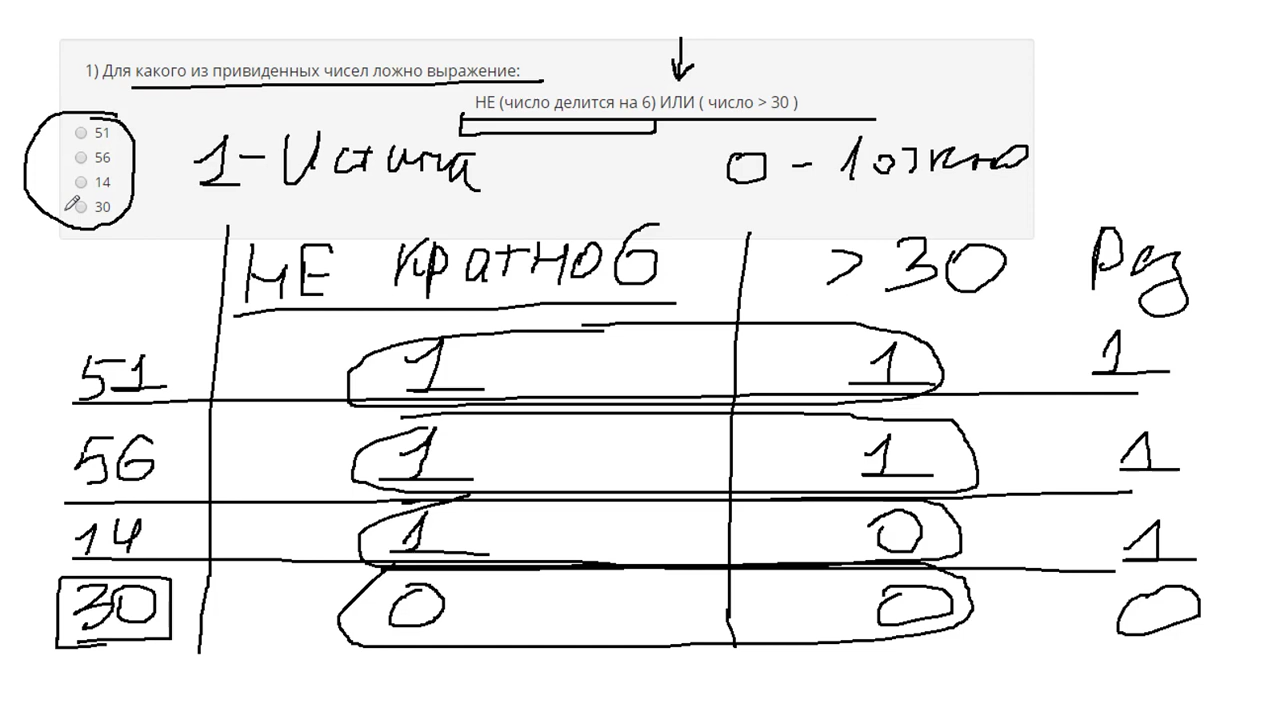 1) Для какого из привиденных чисел ложно выражение:
НЕ (число делится на 6) ИЛИ ( число > 30 )
51
56
14
30
1 - Истина 0 - Ложно
НЕ кратно 6 > 30 Рез
51 1 1 1
56 1 1 1
14 1 0 1
30 0 0 0